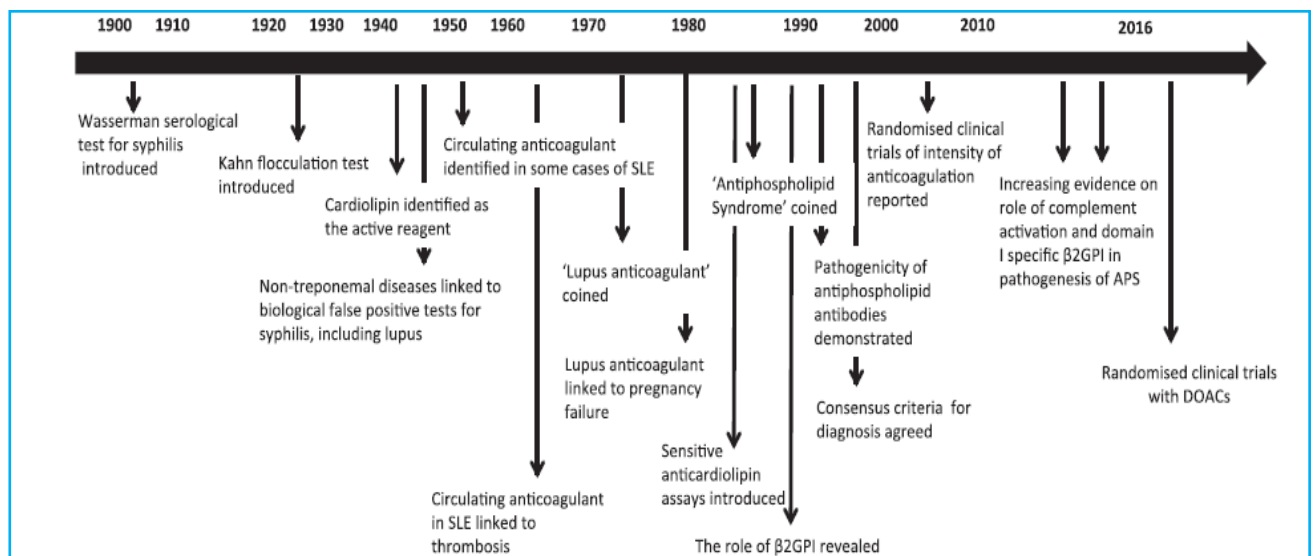 1900 1910 1920 1930 1940 1950 1960 1970 1980 1990 2000 2010 2016
Wasserman serological
test for syphilis
introduced
Kahn flocculation test
introduced
Cardiolipin identified as
the active reagent
Non-treponemal diseases linked to
biological false positive tests for
syphilis, including lupus
Circulating anticoagulant
identified in some cases of SLE
Circulating anticoagulant
in SLE linked to
thrombosis
‘Lupus anticoagulant’
coined
Lupus anticoagulant
linked to pregnancy
failure
Sensitive
anticardiolipin
assays introduced
‘Antiphospholipid
Syndrome’ coined
The role of β2GPI revealed
Pathogenicity of
antiphospholipid
antibodies
demonstrated
Consensus criteria for
diagnosis agreed
Randomised clinical
trials of intensity of
anticoagulation
reported
Increasing evidence on
role of complement
activation and domain
I specific β2GPI in
pathogenesis of APS
Randomised clinical trials
with DOACs